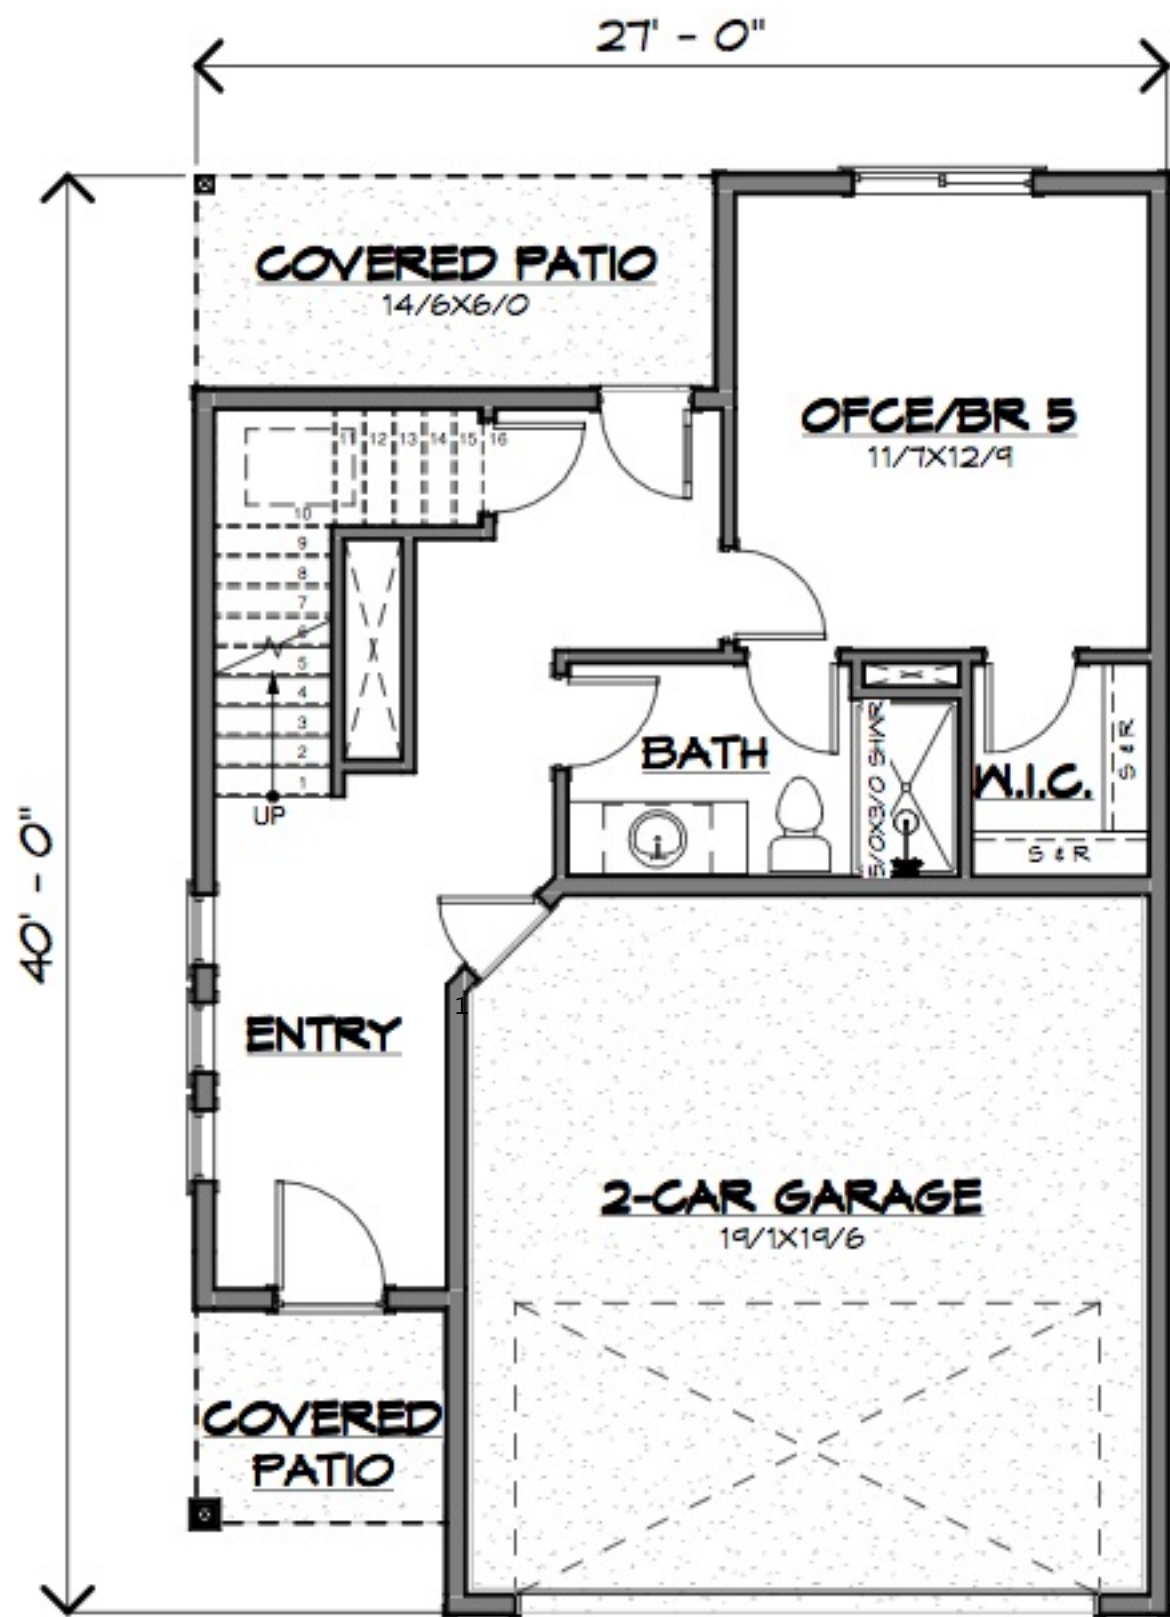 27' - 0"
COVERED PATIO
14/6X6/0
OFCE/BR 5
11/7X12/9
11 12 13 14 15 16
10
9
8
7
6
5
4
3
2
1
UP
BATH
5/0X3/0 SHWR
W.I.C.
S & R
S & R
40' - 0"
ENTRY
1
2-CAR GARAGE
19/1X19/6
COVERED
PATIO